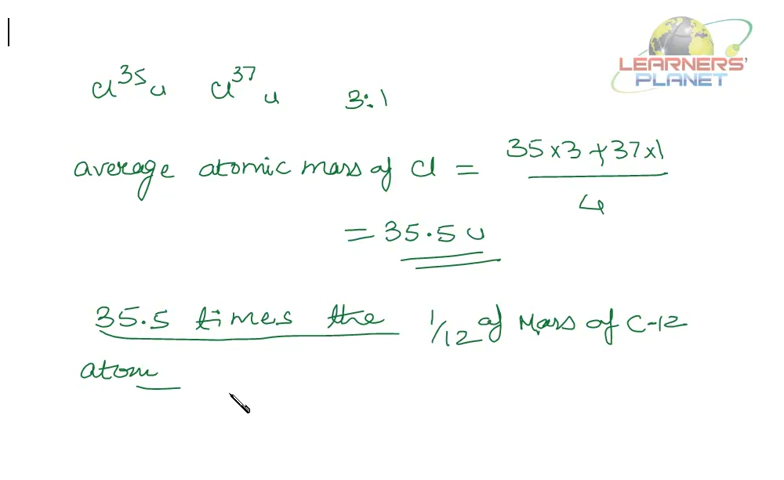 LEARNERS'
PLANET
Cl³⁵u Cl³⁷u 3:1
average atomic mass of Cl = 35×3+37×1
4
= 35.5 u
35.5 times the 1/12 of Mass of C-12
atom